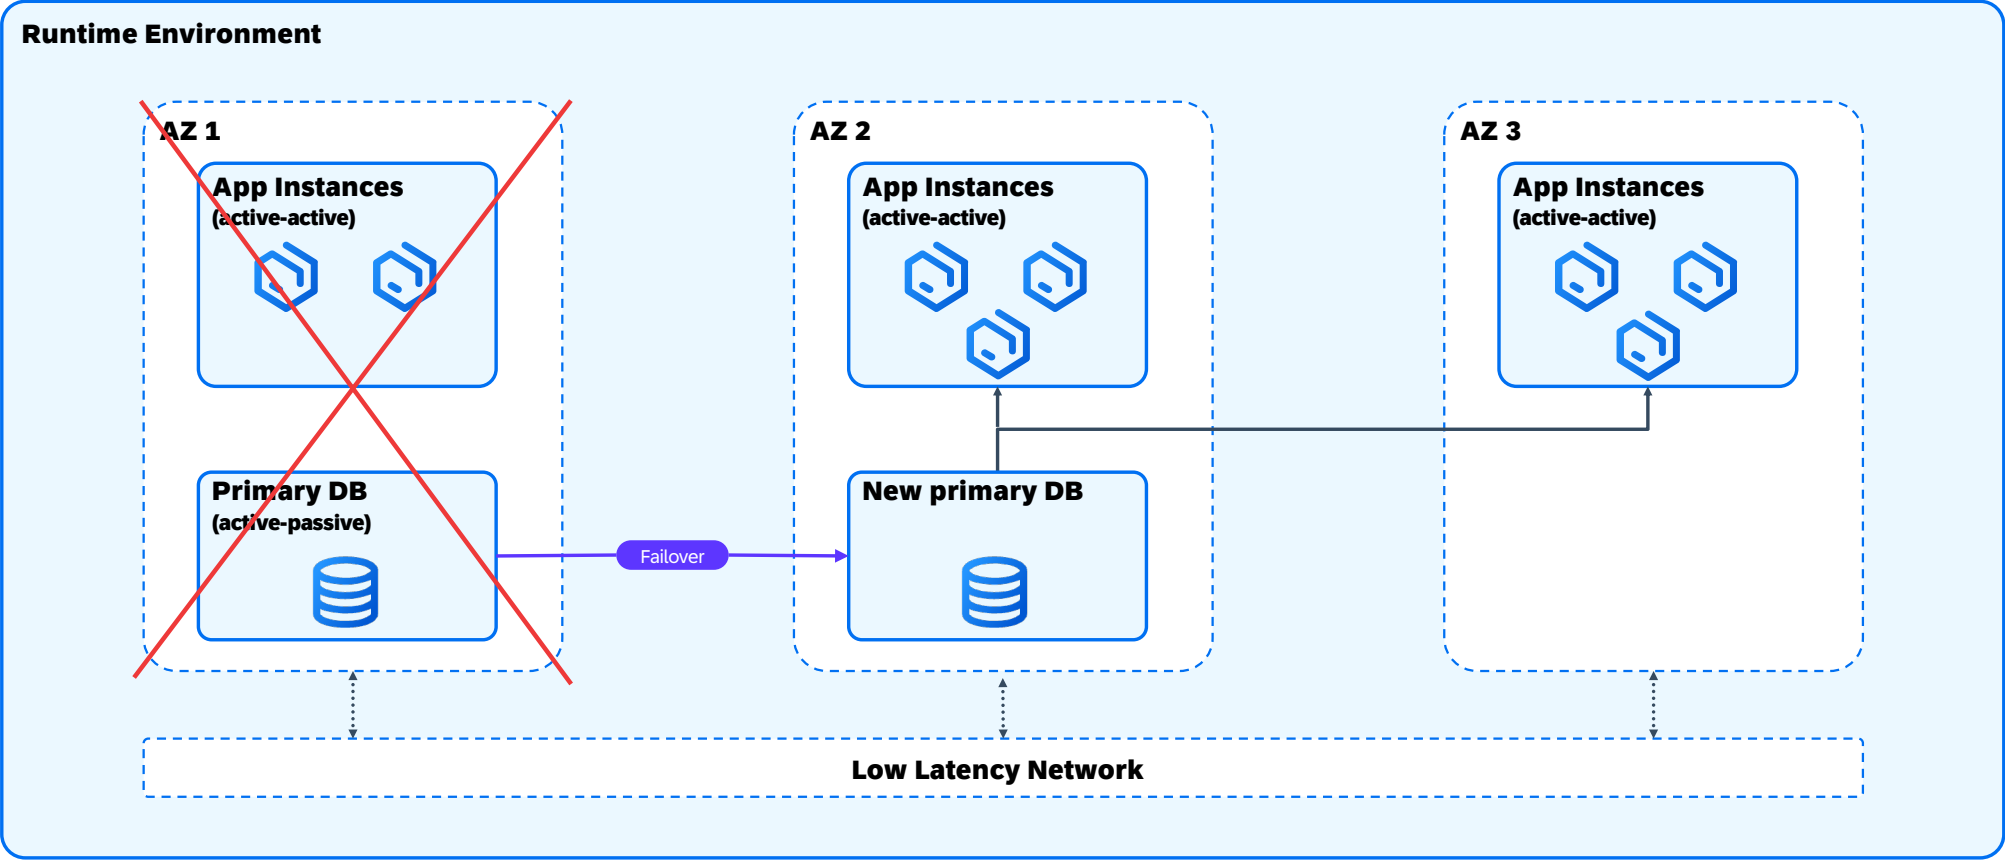 Runtime Environment
AZ 1
App Instances
(active-active)
Primary DB
(active-passive)
Failover
AZ 2
App Instances
(active-active)
New primary DB
AZ 3
App Instances
(active-active)
Low Latency Network